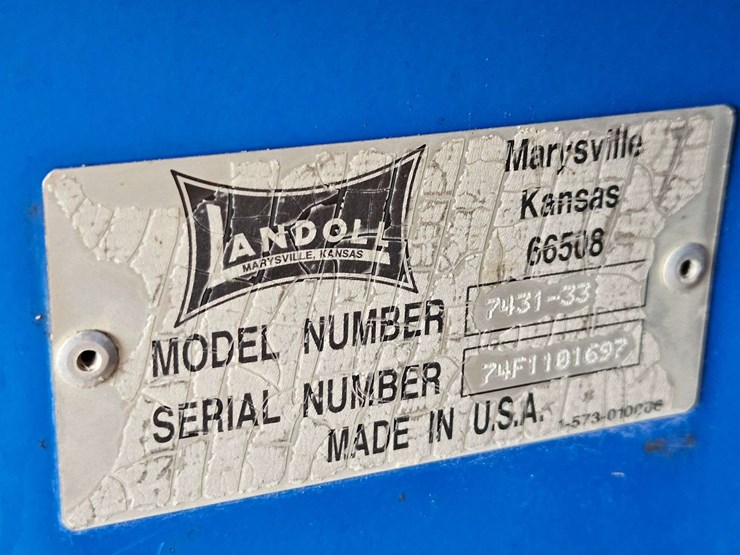 LANDOLL
MARYSVILLE, KANSAS
Marysville
Kansas
66508
MODEL NUMBER 7431-33
SERIAL NUMBER 74F1101697
MADE IN U.S.A.